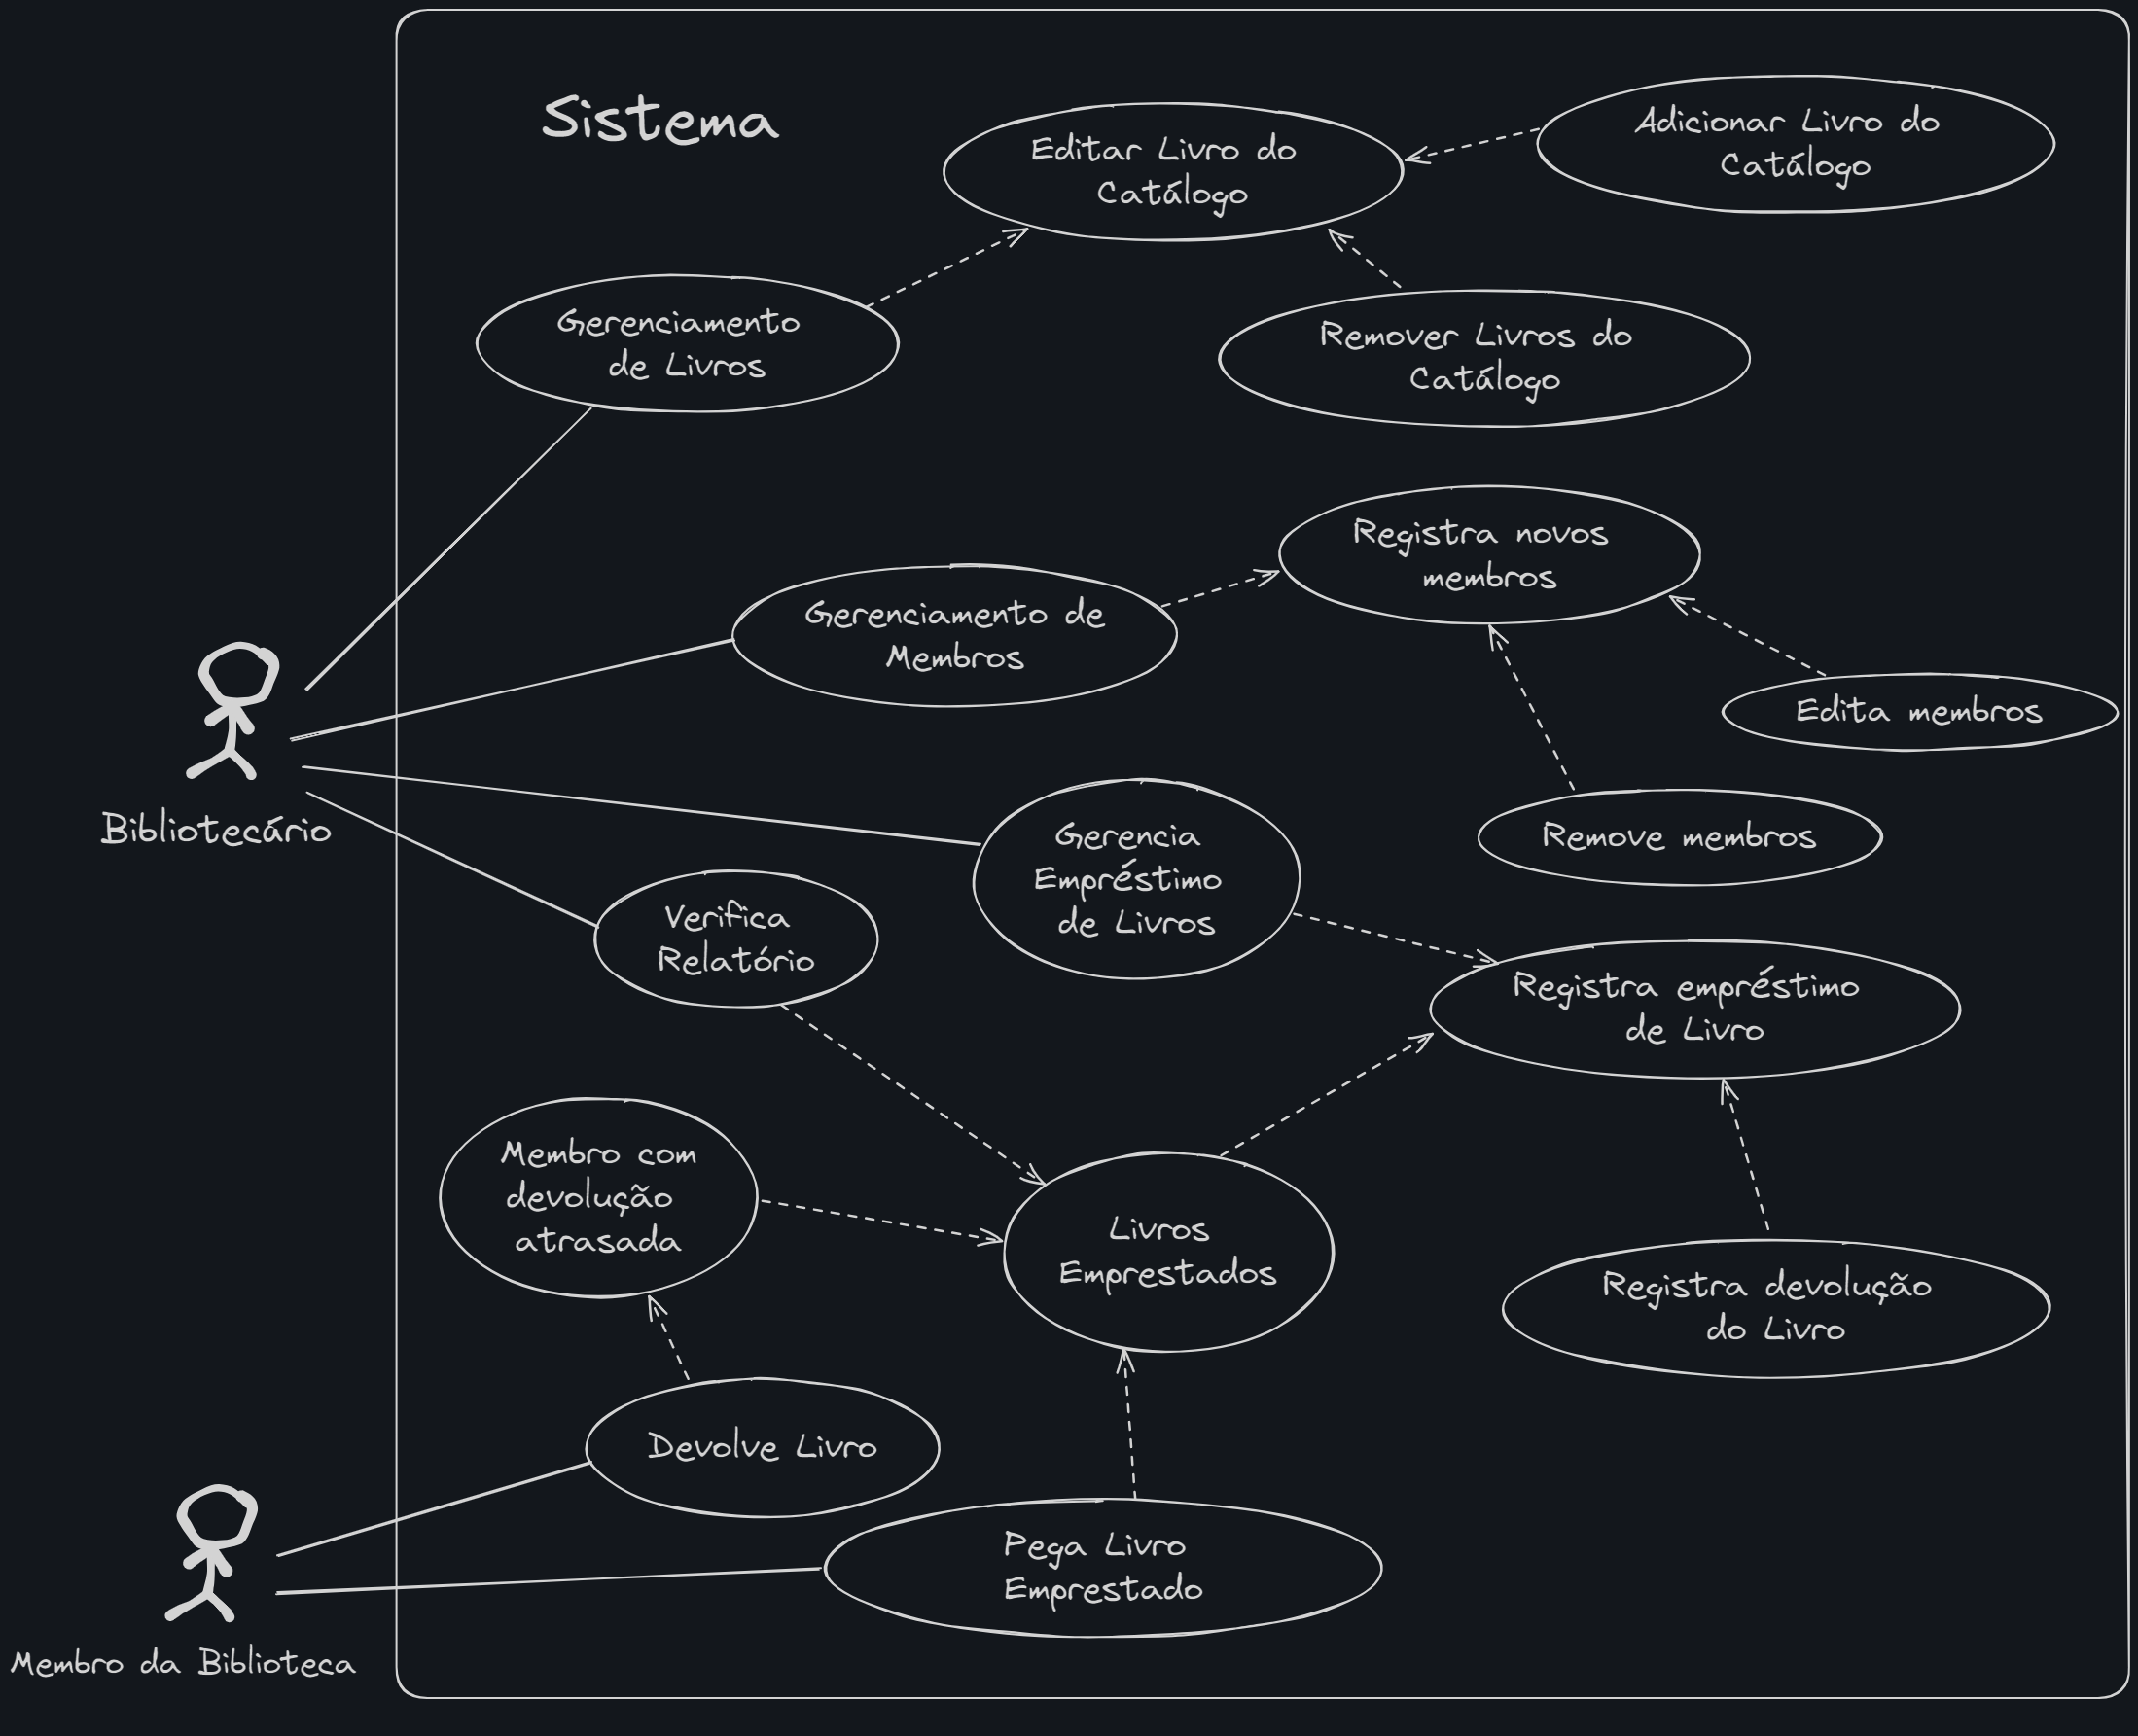 Sistema
Editar Livro do
Catálogo
Adicionar Livro do
Catálogo
Gerenciamento
de Livros
Remover Livros do
Catálogo
Registra novos
membros
Gerenciamento de
Membros
Edita membros
Bibliotecário
Gerencia
Empréstimo
de Livros
Remove membros
Verifica
Relatório
Registra empréstimo
de Livro
Membro com
devolução
atrasada
Livros
Emprestados
Registra devolução
do Livro
Devolve Livro
Pega Livro
Emprestado
Membro da Biblioteca